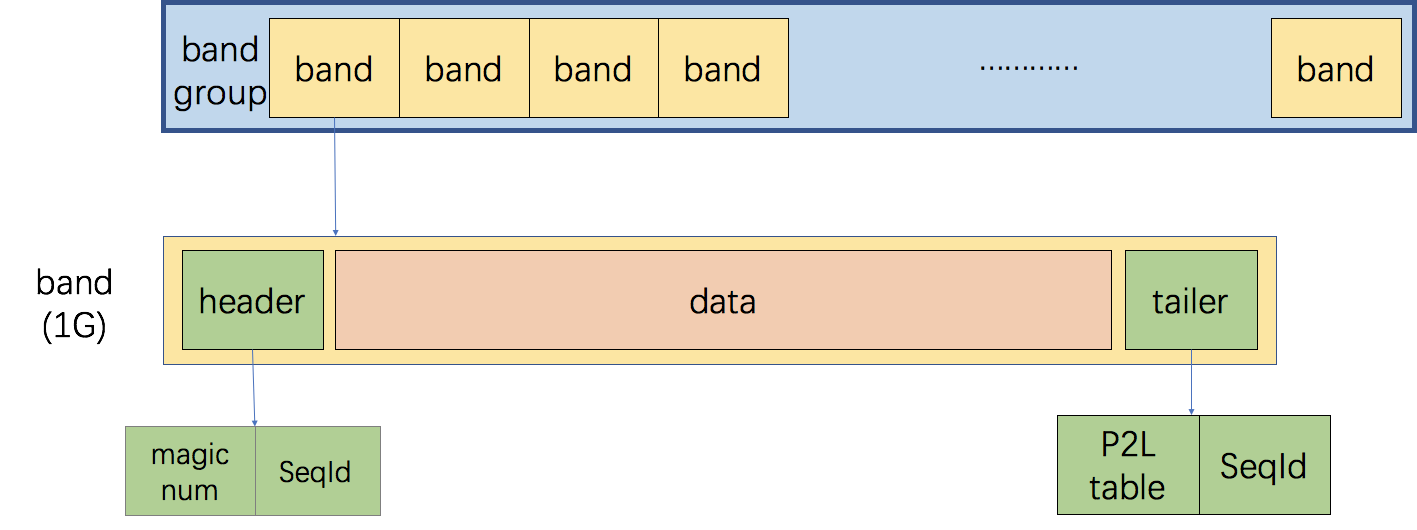 band
group
band
band
band
band
…………
band
band
(1G)
header
data
tailer
magic
num
SeqId
P2L
table
SeqId